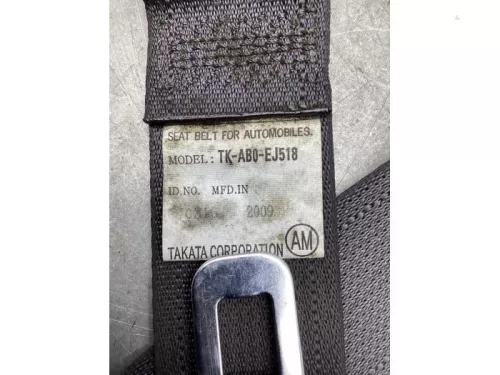 SEAT BELT FOR AUTOMOBILES.
MODEL: TK-AB0-EJ518
ID.NO. MFD.IN
2009
TAKATA CORPORATION AM